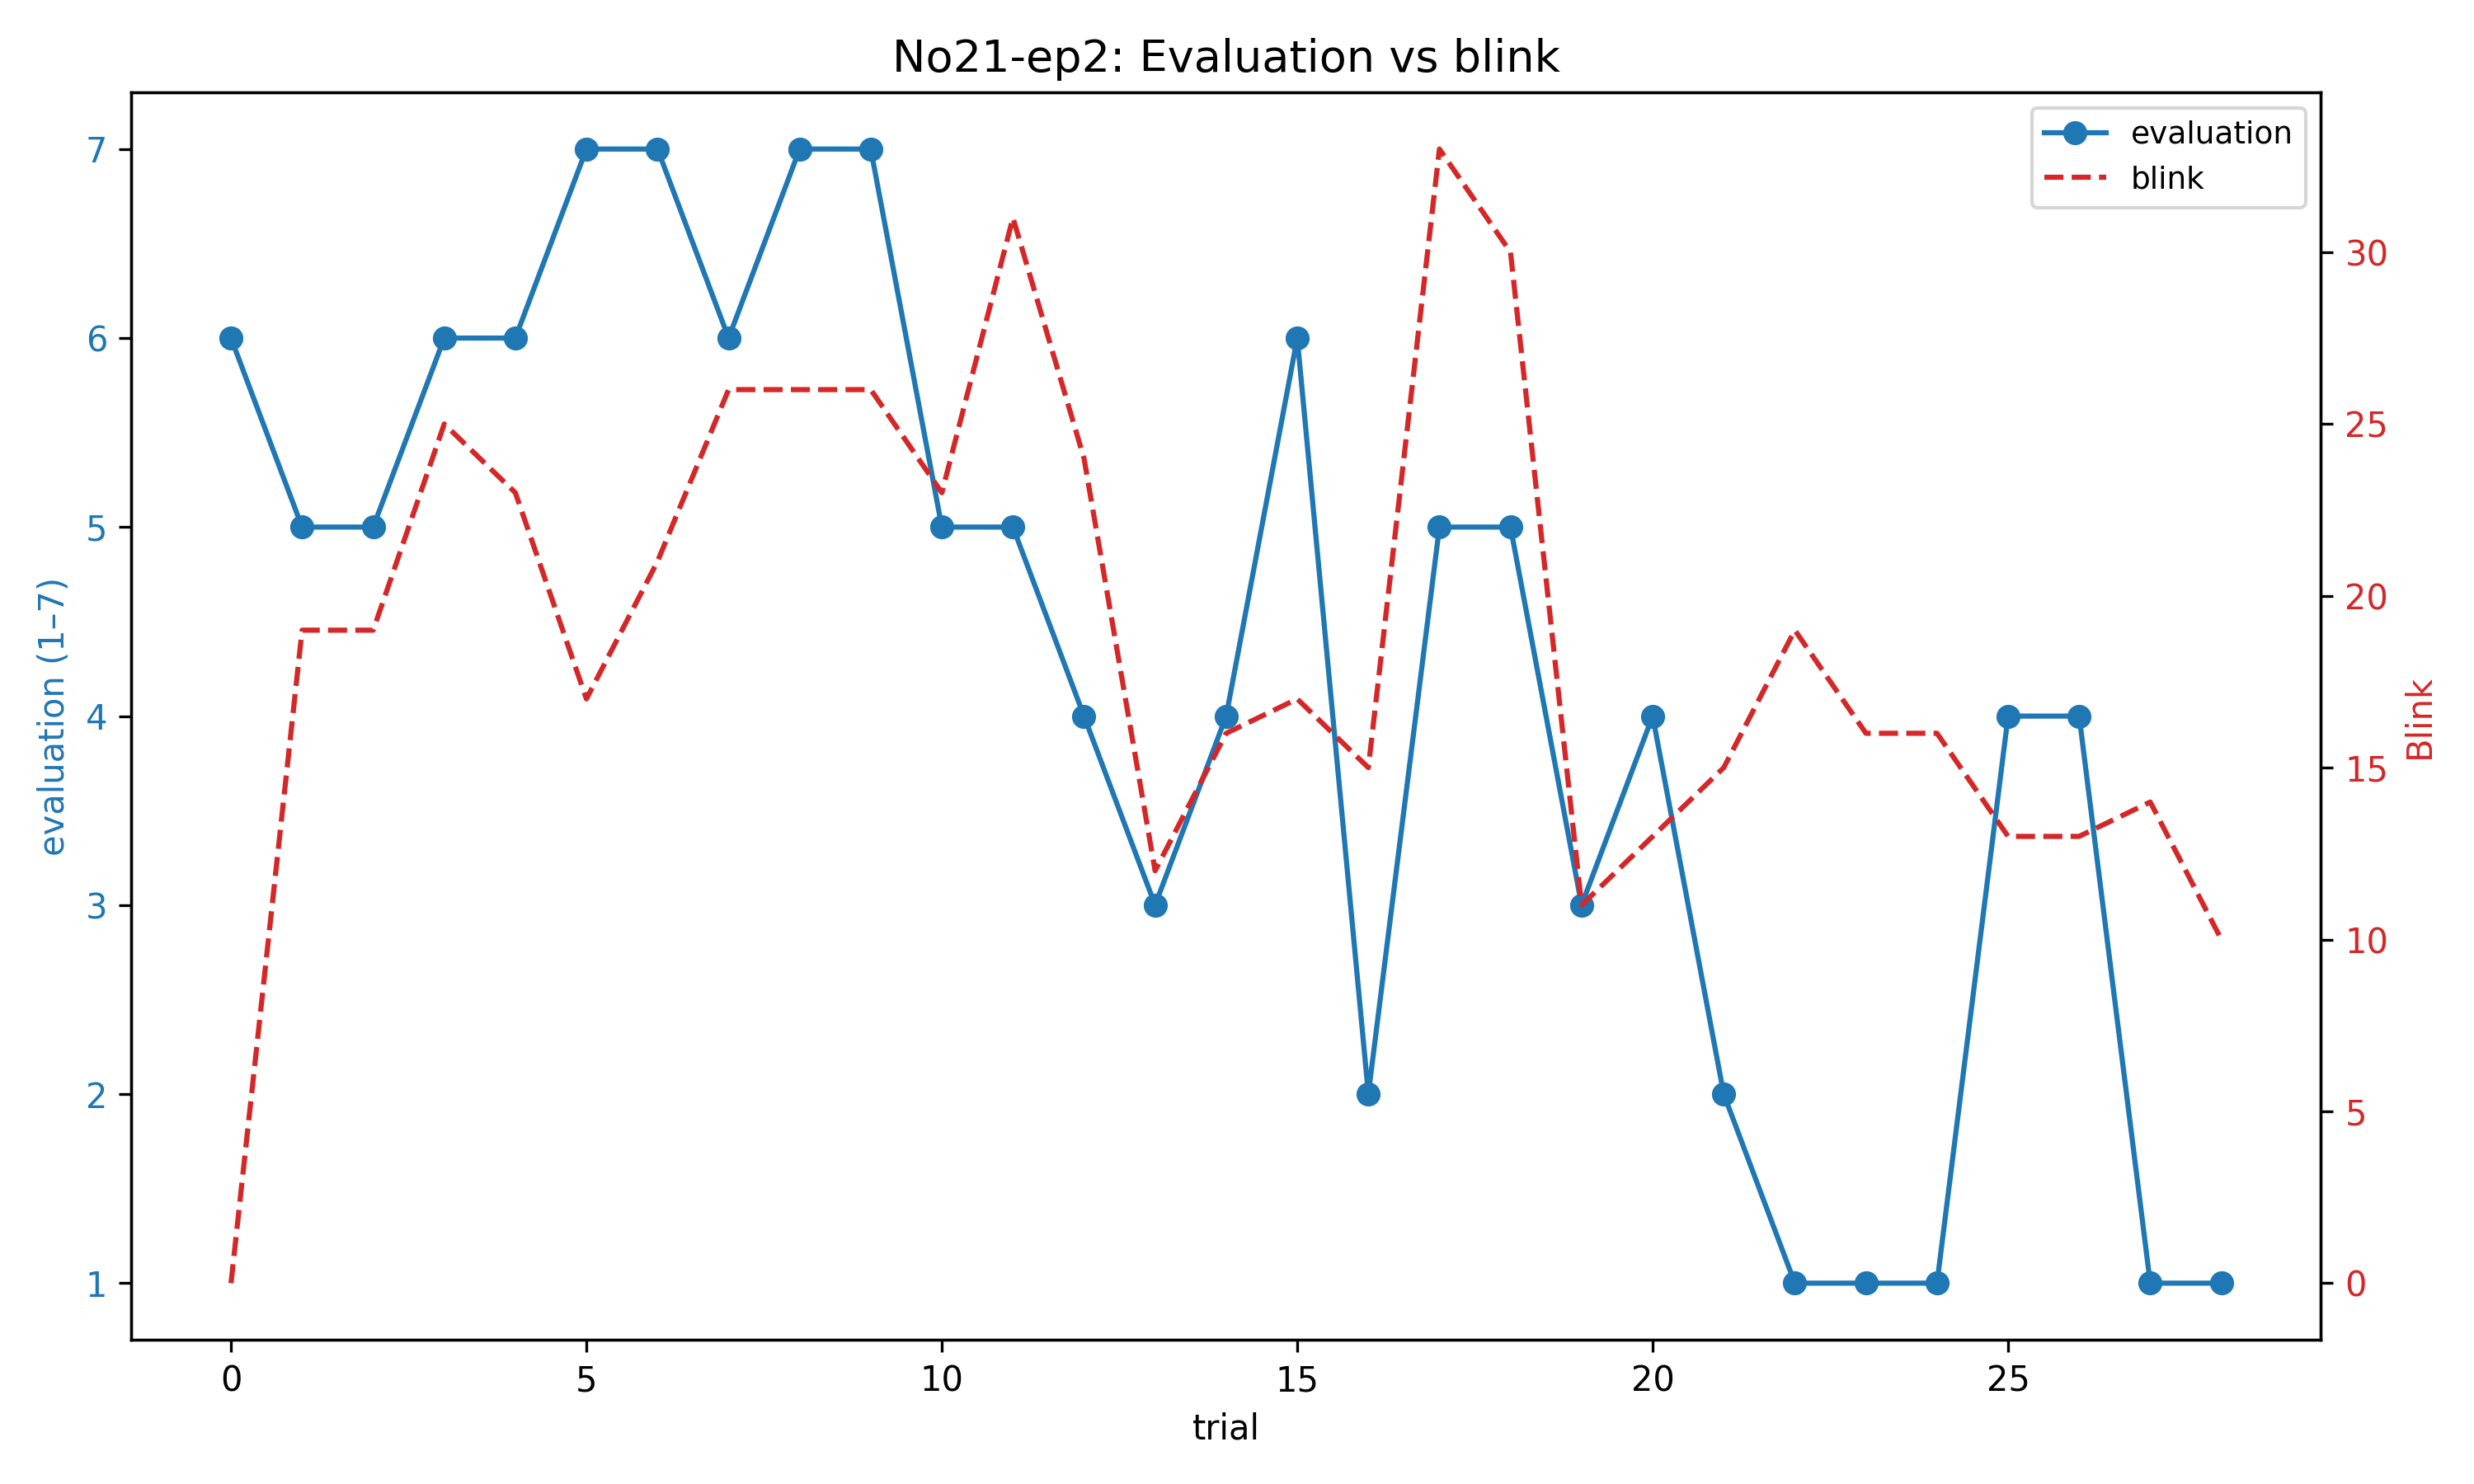 No21-ep2: Evaluation vs blink
evaluation
blink
evaluation (1–7)
7
6
5
4
3
2
1
Blink
30
25
20
15
10
5
0
0 5 10 15 20 25
trial